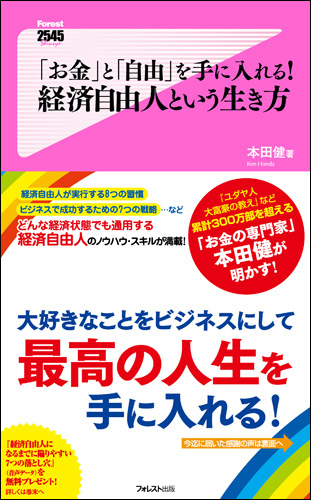 Forest
2545
Shinsyo
「お金」と「自由」を手に入れる!
経済自由人という生き方
本田健 著
Ken Honda
経済自由人が実行する8つの習慣
ビジネスで成功するための7つの戦略 …など
どんな経済状態でも通用する
経済自由人のノウハウ・スキルが満載!
『ユダヤ人
大富豪の教え』など
累計300万部を超える
「お金の専門家」
本田健が
明かす!
大好きなことをビジネスにして
最高の人生を
手に入れる!
今迄に届いた感謝の声は裏面へ
「経済自由人に
なるまでに陥りやすい
7つの落とし穴」
(音声データ)を
無料プレゼント!
詳しくは巻末へ
フォレスト出版